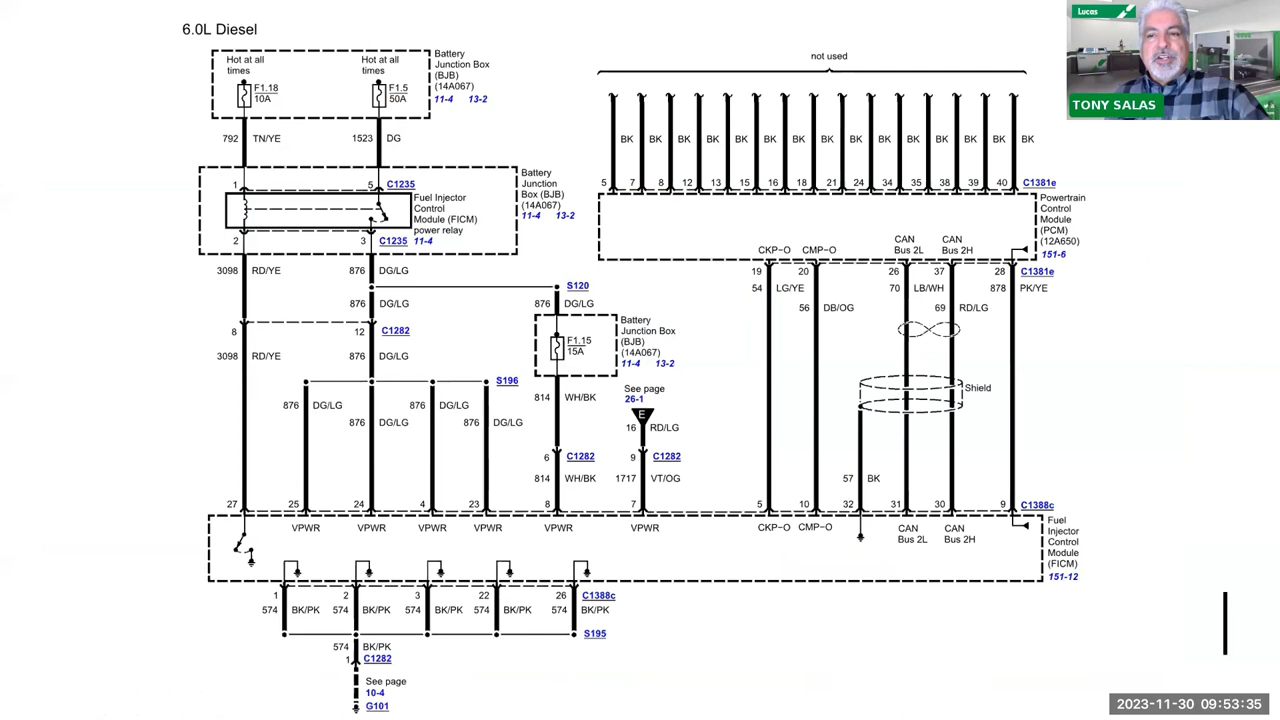 6.0L Diesel
Lucas
TONY SALAS
Hot at all times
Hot at all times
F1.18
10A
F1.5
50A
Battery
Junction Box
(BJB)
(14A067)
11-4 13-2
792 TN/YE
1523 DG
1 5 C1235
Fuel Injector
Control
Module (FICM)
power relay
11-4
Battery
Junction
Box (BJB)
(14A067)
11-4 13-2
2 3 C1235
3098 RD/YE
876 DG/LG
S120
876 DG/LG
876 DG/LG
8 12 C1282
3098 RD/YE
876 DG/LG
F1.15
15A
Battery
Junction Box
(BJB)
(14A067)
11-4 13-2
S196
876 DG/LG
876 DG/LG
876 DG/LG
814 WH/BK
See page
26-1
E
16 RD/LG
6 C1282
9 C1282
814 WH/BK
1717 VT/OG
not used
BK BK BK BK BK BK BK BK BK BK BK BK BK BK BK
5 7 8 12 13 15 16 18 21 24 34 35 38 39 40 C1381e
Powertrain
Control
Module
(PCM)
(12A650)
151-6
CKP-O CMP-O
CAN
Bus 2L
CAN
Bus 2H
19 20 26 37 28 C1381e
54 LG/YE
70 LB/WH
878 PK/YE
56 DB/OG
69 RD/LG
Shield
57 BK
27 25 24 4 23 8 7 5 10 32 31 30 9 C1388c
VPWR VPWR VPWR VPWR VPWR VPWR
CKP-O CMP-O
CAN
Bus 2L
CAN
Bus 2H
Fuel
Injector
Control
Module
(FICM)
151-12
1 2 3 22 26 C1388c
574 BK/PK 574 BK/PK 574 BK/PK 574 BK/PK 574 BK/PK
S195
574 BK/PK
1 C1282
See page
10-4
G101
2023-11-30 09:53:35